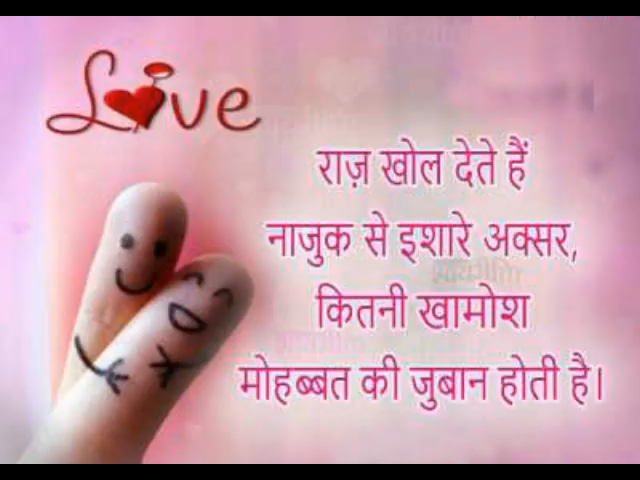 Love
राज़ खोल देते हैं
नाजुक से इशारे अक्सर,
कितनी खामोश
मोहब्बत की जुबान होती है।